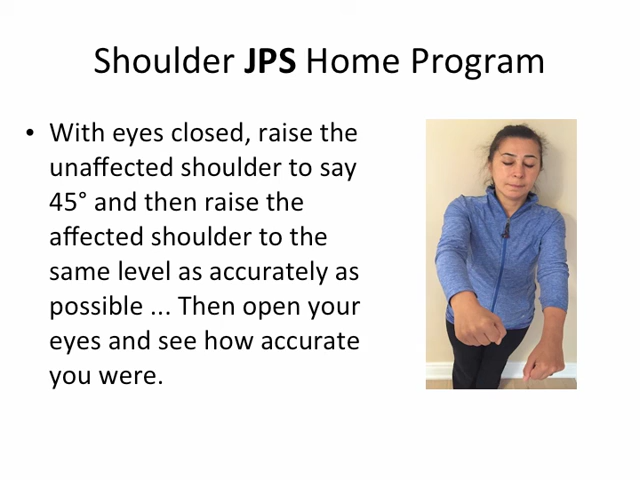 Shoulder JPS Home Program
• With eyes closed, raise the
unaffected shoulder to say
45° and then raise the
affected shoulder to the
same level as accurately as
possible ... Then open your
eyes and see how accurate
you were.